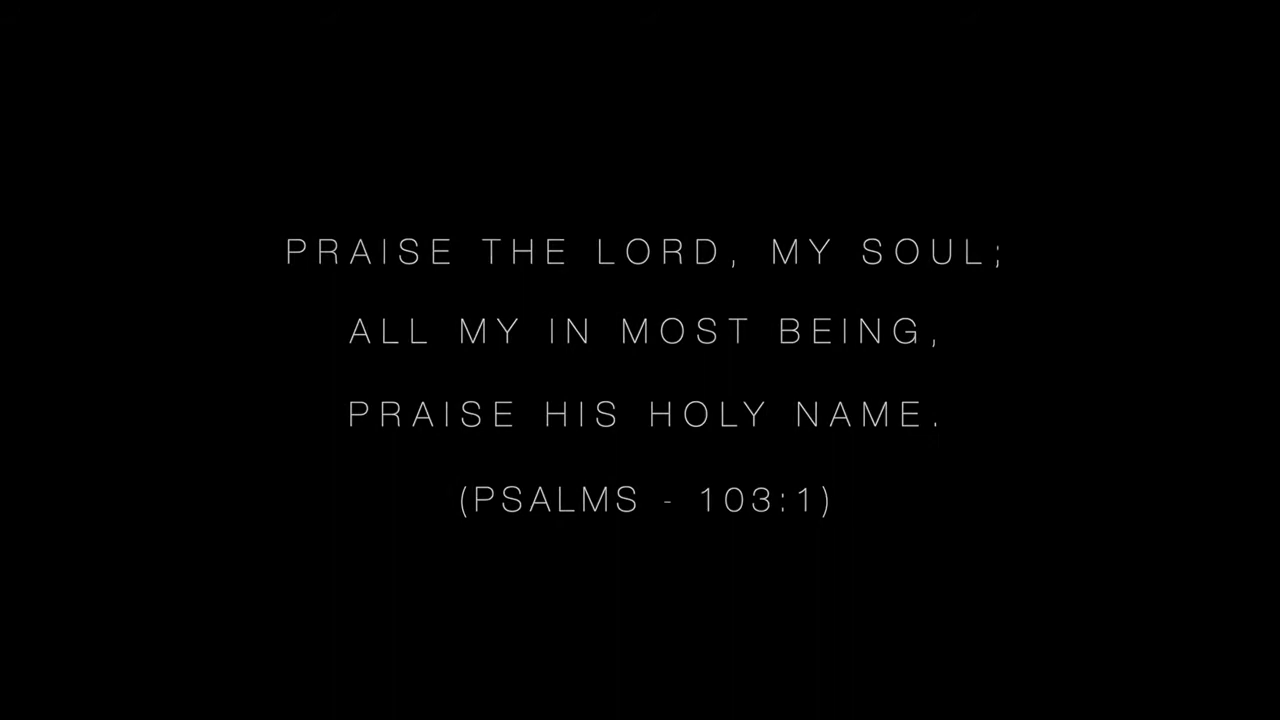 PRAISE THE LORD, MY SOUL;
ALL MY IN MOST BEING,
PRAISE HIS HOLY NAME.
(PSALMS - 103:1)